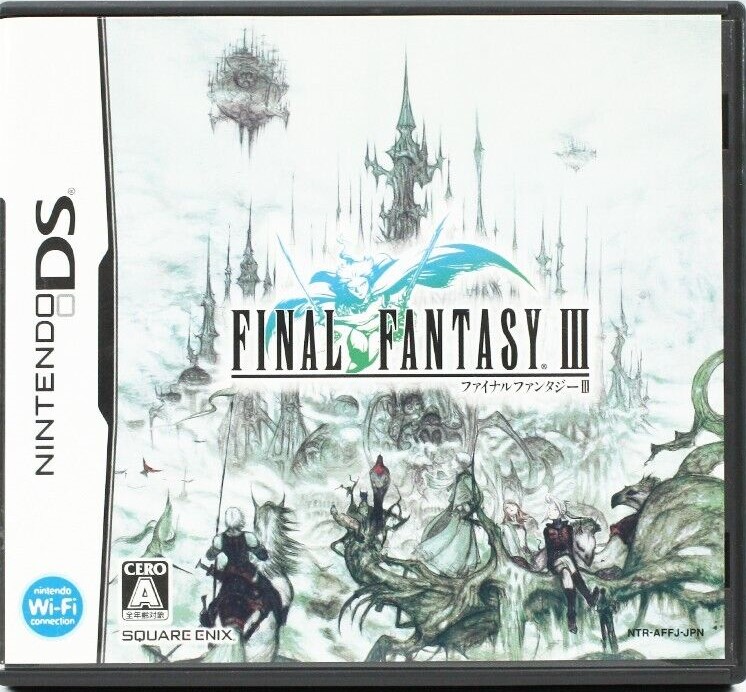 NINTENDO DS®
FINAL FANTASY® III
ファイナルファンタジーIII
nintendo
Wi-Fi
connection
CERO
A
全年齢対象
SQUARE ENIX
NTR-AFFJ-JPN